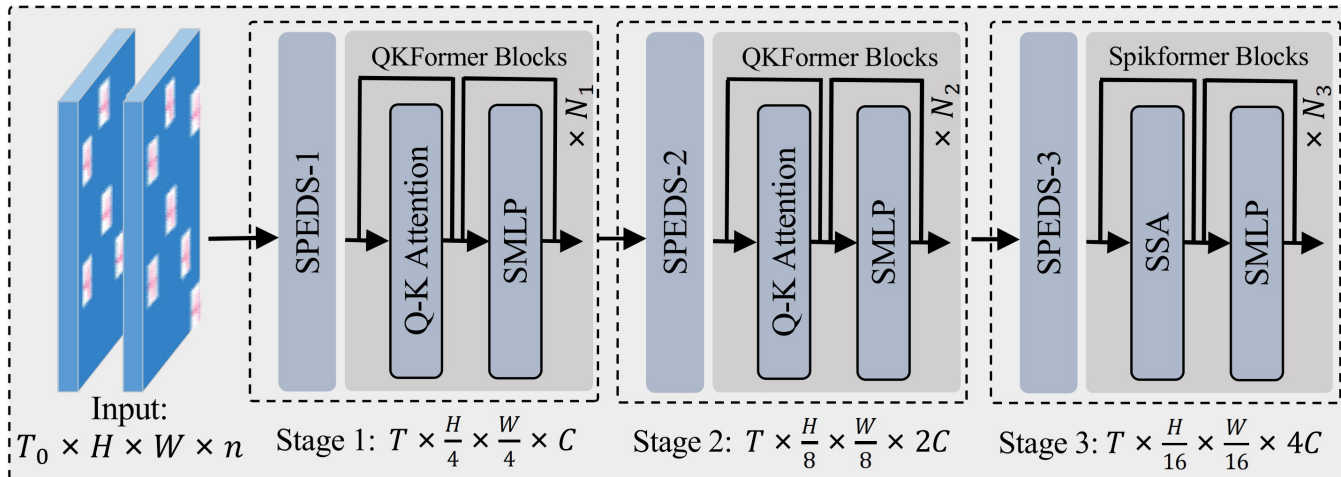 QKFormer Blocks
SPEDS-1
Q-K Attention
SMLP
× N₁
QKFormer Blocks
SPEDS-2
Q-K Attention
SMLP
× N₂
Spikformer Blocks
SPEDS-3
SSA
SMLP
× N₃
Input:
T₀ × H × W × n
Stage 1: T × H/4 × W/4 × C
Stage 2: T × H/8 × W/8 × 2C
Stage 3: T × H/16 × W/16 × 4C